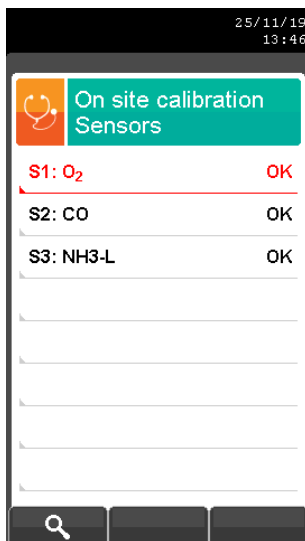 25/11/19
13:46
On site calibration
Sensors
S1: O₂ OK
S2: CO OK
S3: NH3-L OK